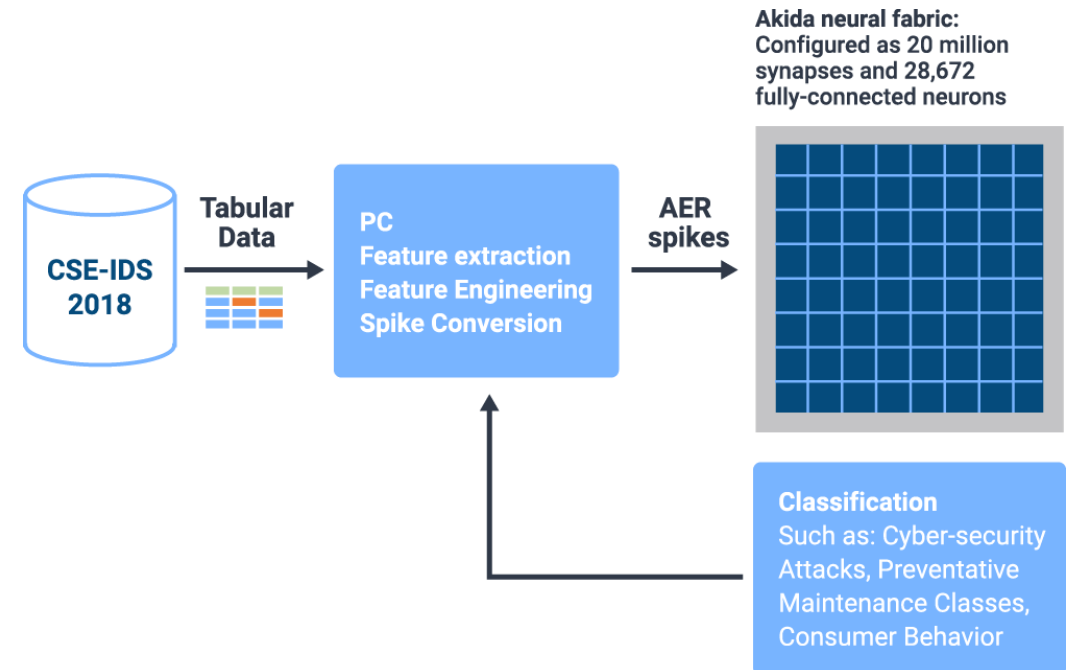 Akida neural fabric:
Configured as 20 million
synapses and 28,672
fully-connected neurons
CSE-IDS
2018
Tabular
Data
PC
Feature extraction
Feature Engineering
Spike Conversion
AER
spikes
Classification
Such as: Cyber-security
Attacks, Preventative
Maintenance Classes,
Consumer Behavior